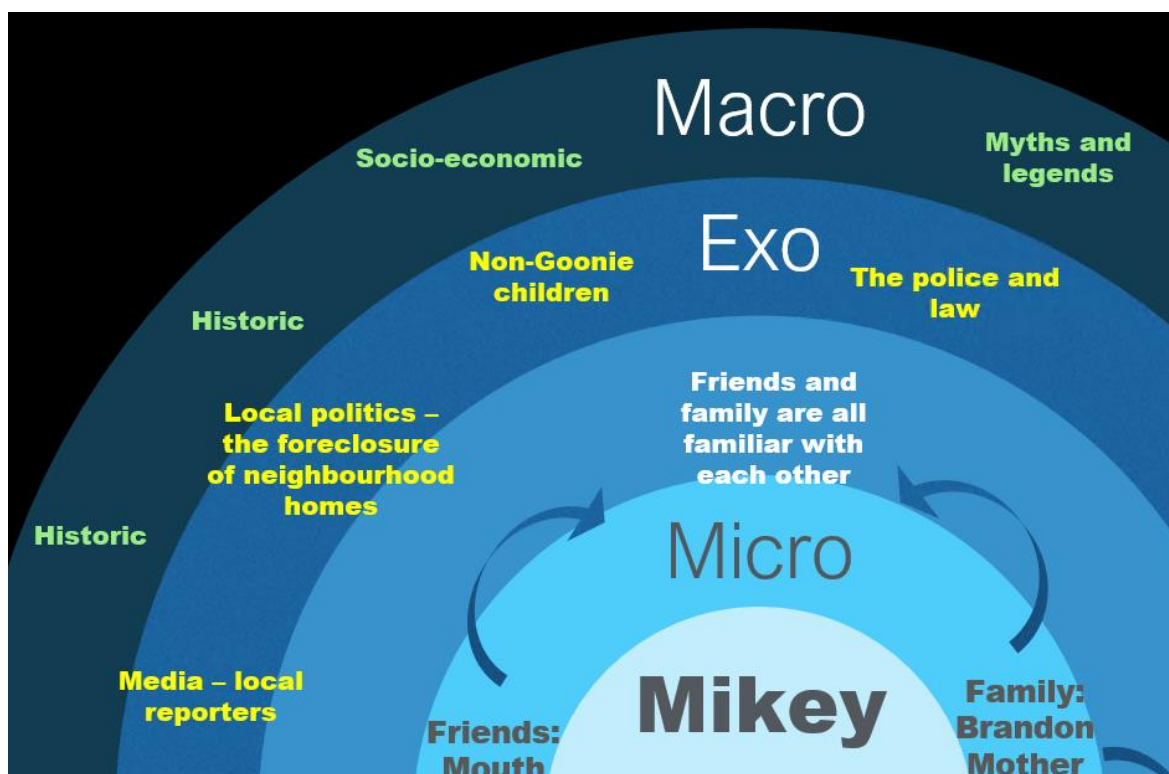 Macro
Socio-economic
Myths and
legends
Exo
Non-Goonie
children
The police and
law
Historic
Friends and
family are all
familiar with
each other
Local politics –
the foreclosure
of neighbourhood
homes
Historic
Micro
Media – local
reporters
Mikey
Friends:
Mouth
Family:
Brandon
Mother